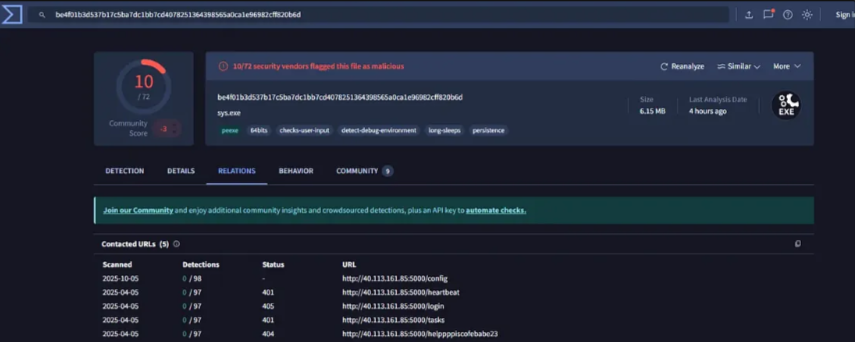 be4f01b3d537b17c5ba7dc1bb7cd4078251364398565a0ca1e96982cff820b6d
Sign i
10
/ 72
Community
Score
-3
10/72 security vendors flagged this file as malicious
Reanalyze
Similar
More
be4f01b3d537b17c5ba7dc1bb7cd4078251364398565a0ca1e96982cff820b6d
sys.exe
peexe 64bits checks-user-input detect-debug-environment long-sleeps persistence
Size
6.15 MB
Last Analysis Date
4 hours ago
EXE
DETECTION DETAILS RELATIONS BEHAVIOR COMMUNITY 9
Join our Community and enjoy additional community insights and crowdsourced detections, plus an API key to automate checks.
Contacted URLs (5)
Scanned Detections Status URL
2025-10-05 0 / 98 - http://40.113.161.85:5000/config
2025-04-05 0 / 97 401 http://40.113.161.85:5000/heartbeat
2025-04-05 0 / 97 405 http://40.113.161.85:5000/login
2025-04-05 0 / 97 401 http://40.113.161.85:5000/tasks
2025-04-05 0 / 97 404 http://40.113.161.85:5000/helppppiscofebabe23